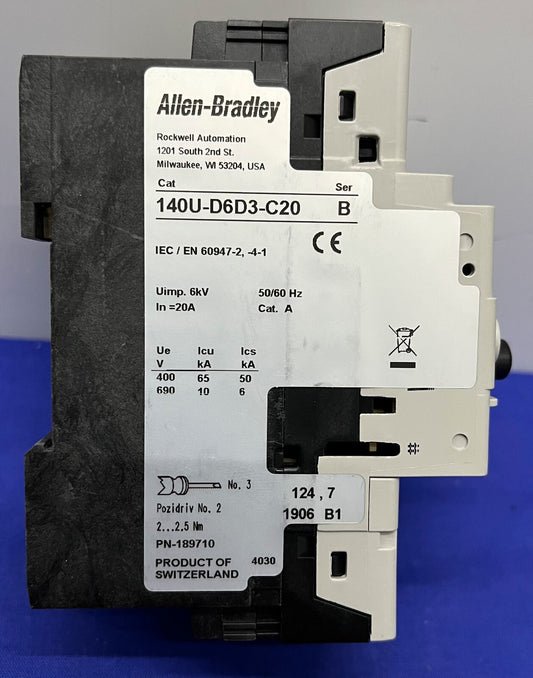 Allen-Bradley
Rockwell Automation
1201 South 2nd St.
Milwaukee, WI 53204, USA
Cat Ser
140U-D6D3-C20 B
IEC / EN 60947-2, -4-1 CE
Uimp. 6kV 50/60 Hz
In =20A Cat. A
Ue Icu Ics
V kA kA
400 65 50
690 10 6
No. 3
Pozidriv No. 2
2...2.5 Nm
124 , 7
1906 B1
PN-189710
PRODUCT OF 4030
SWITZERLAND